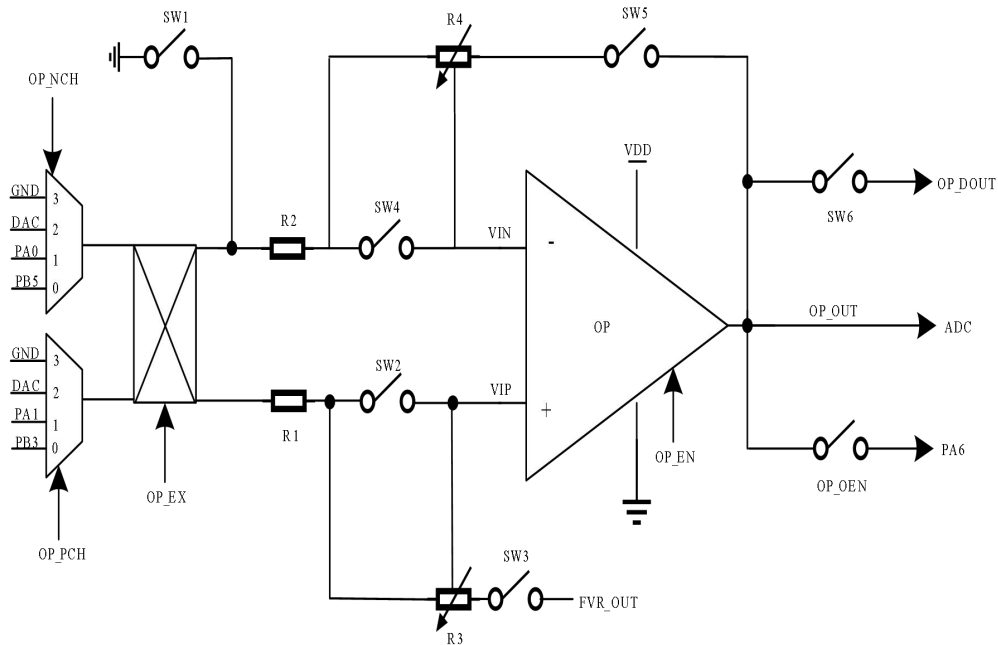 SW1
R4
SW5
OP_NCH
VDD
GND 3
DAC 2
PA0 1
PB5 0
R2
SW4
VIN
-
OP_DOUT
SW6
OP
OP_OUT
ADC
GND 3
DAC 2
PA1 1
PB3 0
SW2
VIP
+
R1
OP_EN
PA6
OP_EX
OP_OEN
OP_PCH
SW3
FVR_OUT
R3